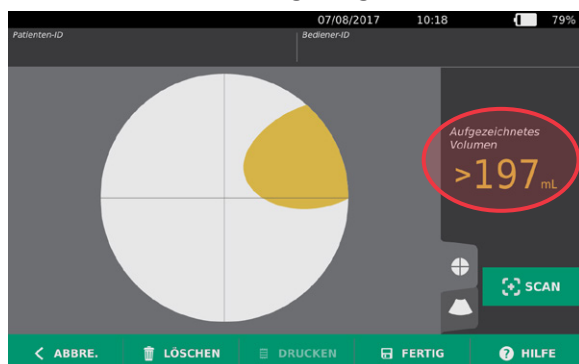 07/08/2017 10:18 79%
Patienten-ID Bediener-ID
Aufgezeichnetes
Volumen
>197 mL
SCAN
ABBRE. LÖSCHEN DRUCKEN FERTIG HILFE